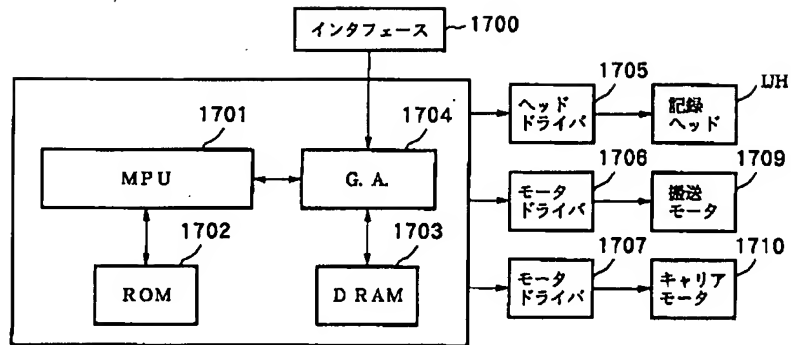 インタフェース
1700
1705
IJH
ヘッド
ドライバ
記録
ヘッド
1701
1704
MPU
G. A.
1706
1709
モータ
ドライバ
搬送
モータ
1702
1703
1707
1710
ROM
DRAM
モータ
ドライバ
キャリア
モータ